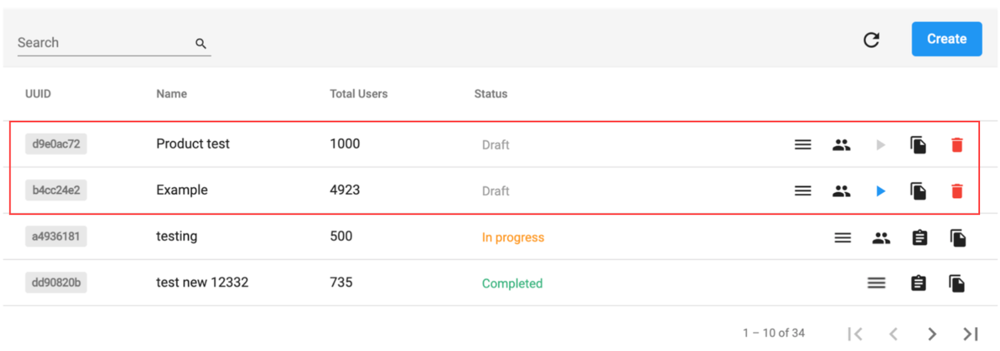 Search
Create
UUID Name Total Users Status
d9e0ac72 Product test 1000 Draft
b4cc24e2 Example 4923 Draft
a4936181 testing 500 In progress
dd90820b test new 12332 735 Completed
1 – 10 of 34